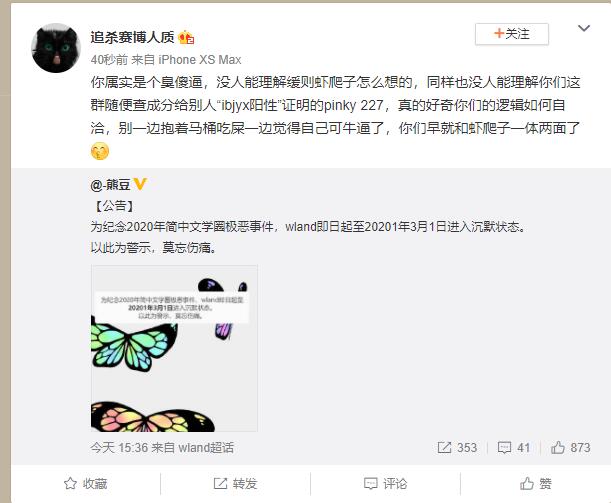 追杀赛博人质
+关注
40秒前 来自 iPhone XS Max
你属实是个臭傻逼，没人能理解缓则虾爬子怎么想的，同样也没人能理解你们这
群随便查成分给别人“ibjyx阳性”证明的pinky 227，真的好奇你们的逻辑如何自
洽，别一边抱着马桶吃屎一边觉得自己可牛逼了，你们早就和虾爬子一体两面了
@-熊豆
【公告】
为纪念2020年简中文学圈极恶事件，wland即日起至20201年3月1日进入沉默状态。
以此为警示，莫忘伤痛。
为纪念2020年简中文学圈极恶事件，wland即日起至
20201年3月1日进入沉默状态。
以此为警示，莫忘伤痛。
今天 15:36 来自 wland超话
353
41
873
收藏
转发
评论
赞